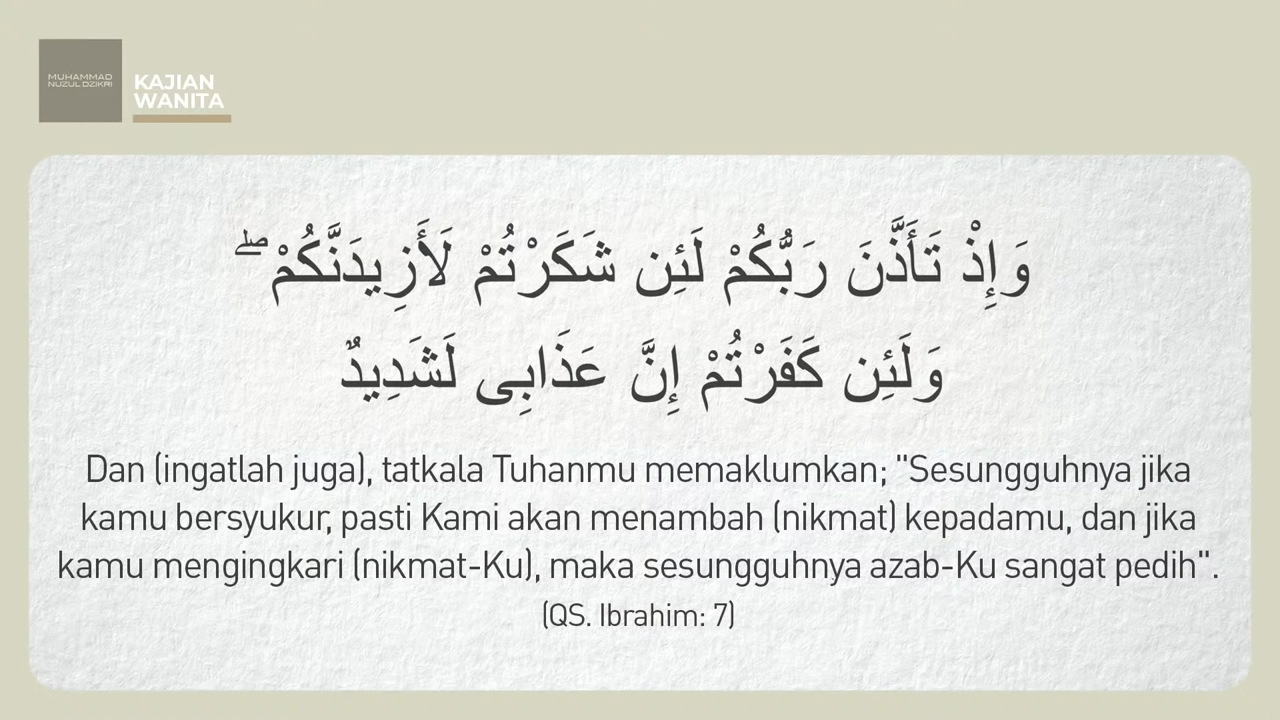 MUHAMMAD
NUZUL DZIKRI
KAJIAN
WANITA
وَإِذْ تَأَذَّنَ رَبُّكُمْ لَئِن شَكَرْتُمْ لَأَزِيدَنَّكُمْ ۖ
وَلَئِن كَفَرْتُمْ إِنَّ عَذَابِى لَشَدِيدٌ
Dan (ingatlah juga), tatkala Tuhanmu memaklumkan; "Sesungguhnya jika
kamu bersyukur, pasti Kami akan menambah (nikmat) kepadamu, dan jika
kamu mengingkari (nikmat-Ku), maka sesungguhnya azab-Ku sangat pedih".
(QS. Ibrahim: 7)